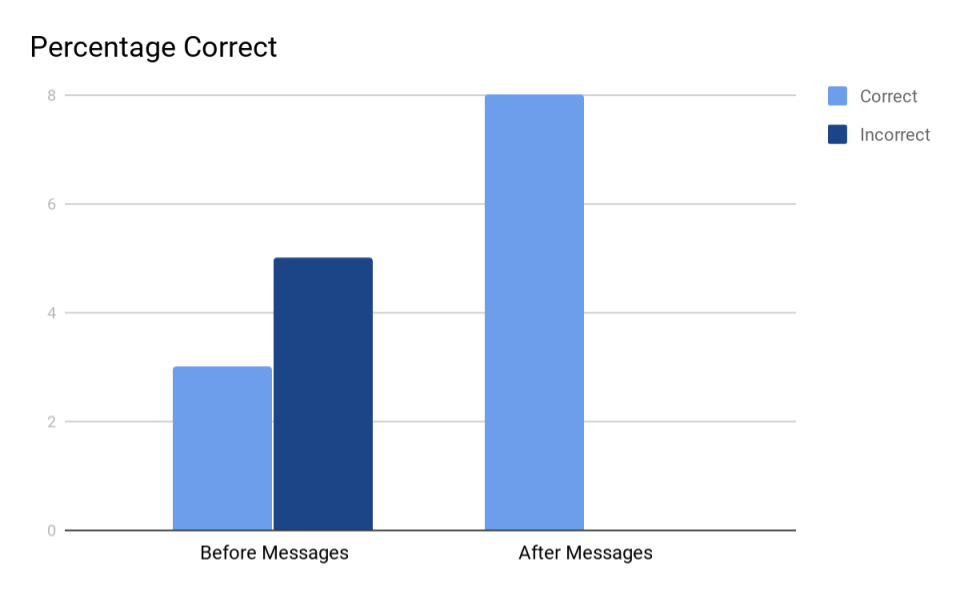 Percentage Correct
8
6
4
2
0
Before Messages
After Messages
Correct
Incorrect